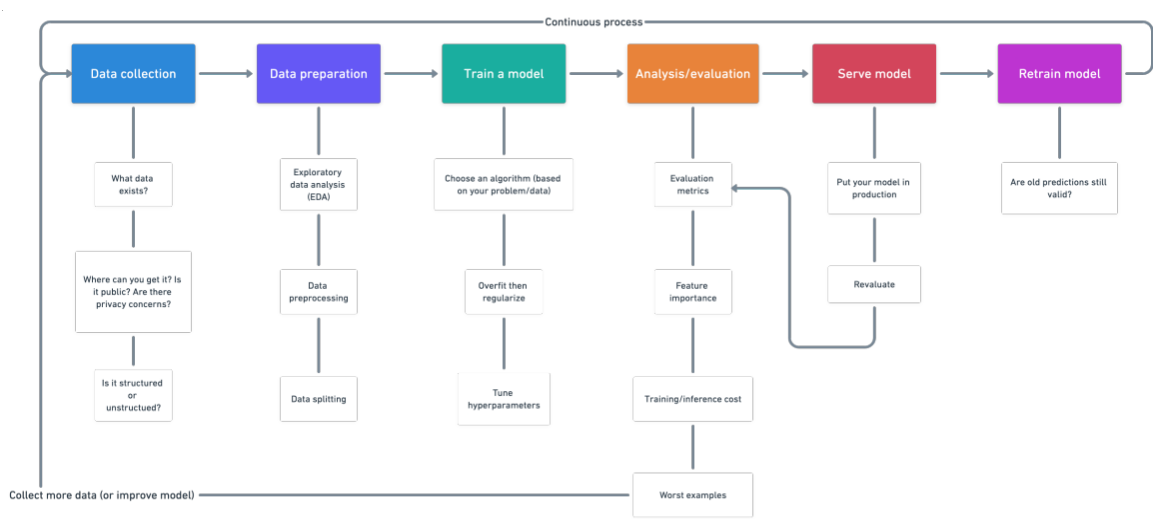 Continuous process
Data collection
Data preparation
Train a model
Analysis/evaluation
Serve model
Retrain model
What data
exists?
Exploratory
data analysis
(EDA)
Choose an algorithm (based
on your problem/data)
Evaluation
metrics
Put your model in
production
Are old predictions still
valid?
Where can you get it? Is
it public? Are there
privacy concerns?
Data
preprocessing
Overfit then
regularize
Feature
importance
Revaluate
Is it structured
or
unstructued?
Data splitting
Tune
hyperparameters
Training/inference cost
Collect more data (or improve model)
Worst examples